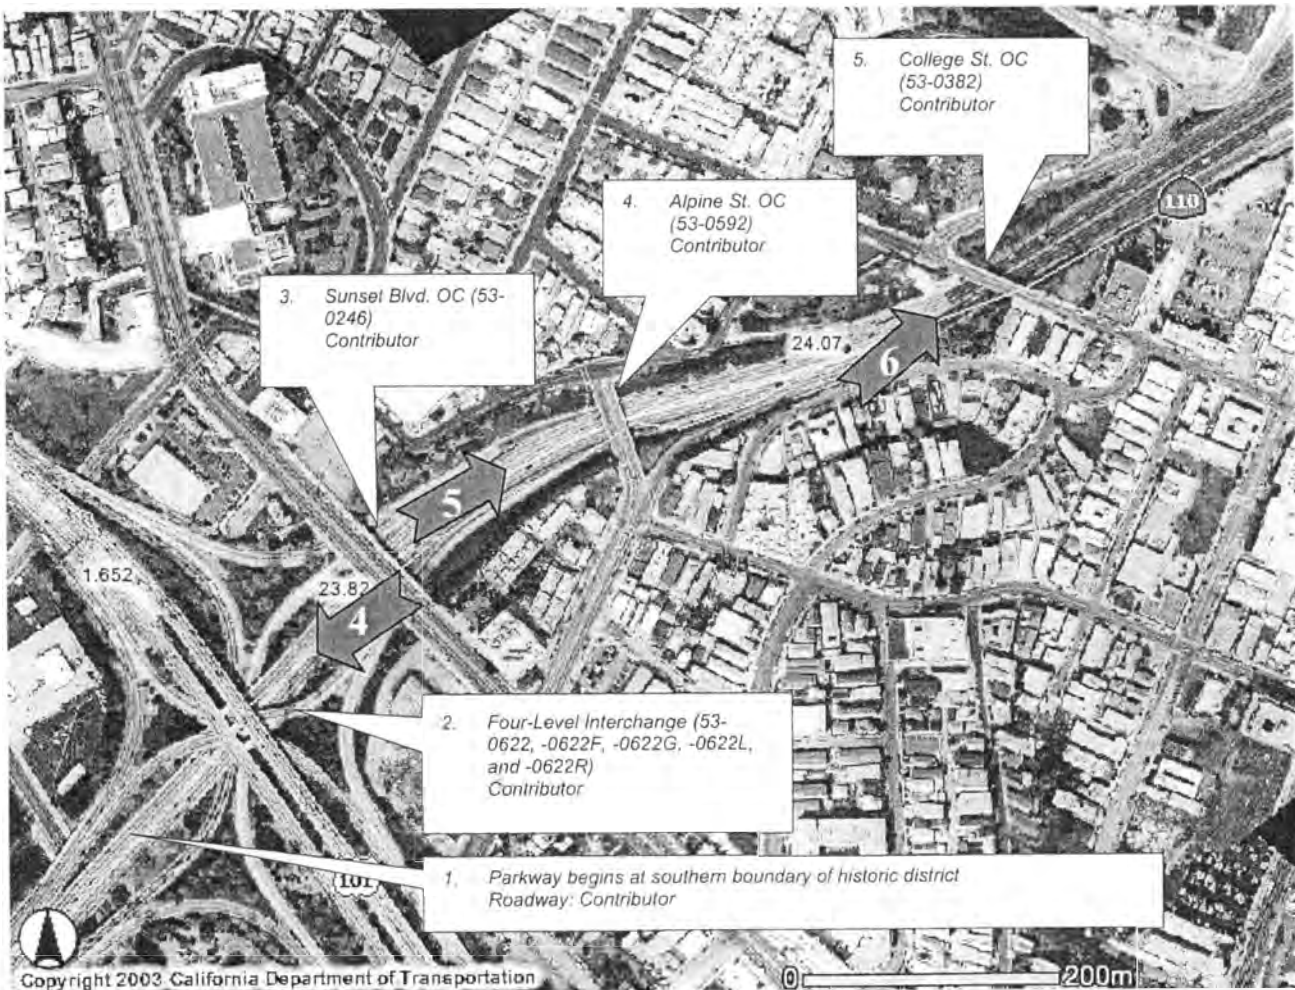 5. College St. OC
(53-0382)
Contributor
110
4. Alpine St. OC
(53-0592)
Contributor
3. Sunset Blvd. OC (53-
0246)
Contributor
24.07
6
5
1.652
23.82
4
2. Four-Level Interchange (53-
0622, -0622F, -0622G, -0622L,
and -0622R)
Contributor
1. Parkway begins at southern boundary of historic district
Roadway: Contributor
101
Copyright 2003 California Department of Transportation
0 200m